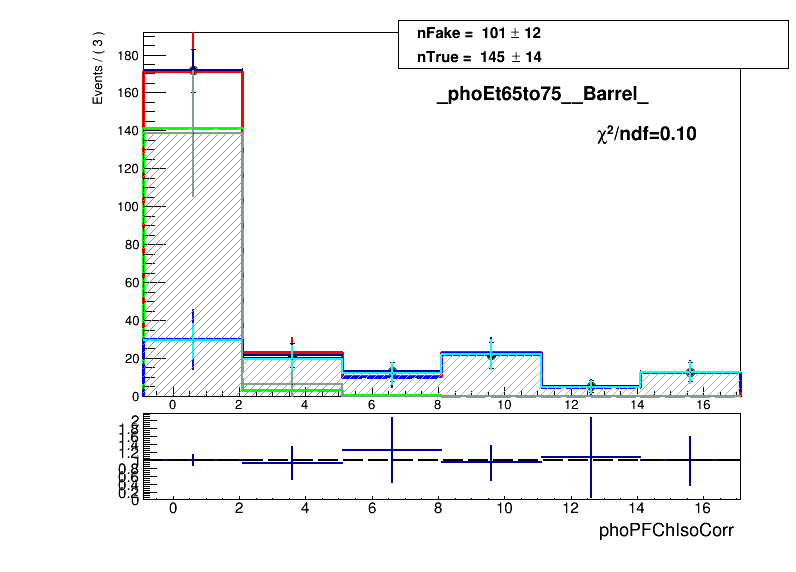 nFake = 101 ± 12
nTrue = 145 ± 14
Events / ( 3 )
_phoEt65to75__Barrel_
χ²/ndf=0.10
180
160
140
120
100
80
60
40
20
0
0 2 4 6 8 10 12 14 16
2
1.8
1.6
1.4
1.2
1
0.8
0.6
0.4
0.2
0
0 2 4 6 8 10 12 14 16
phoPFChIsoCorr